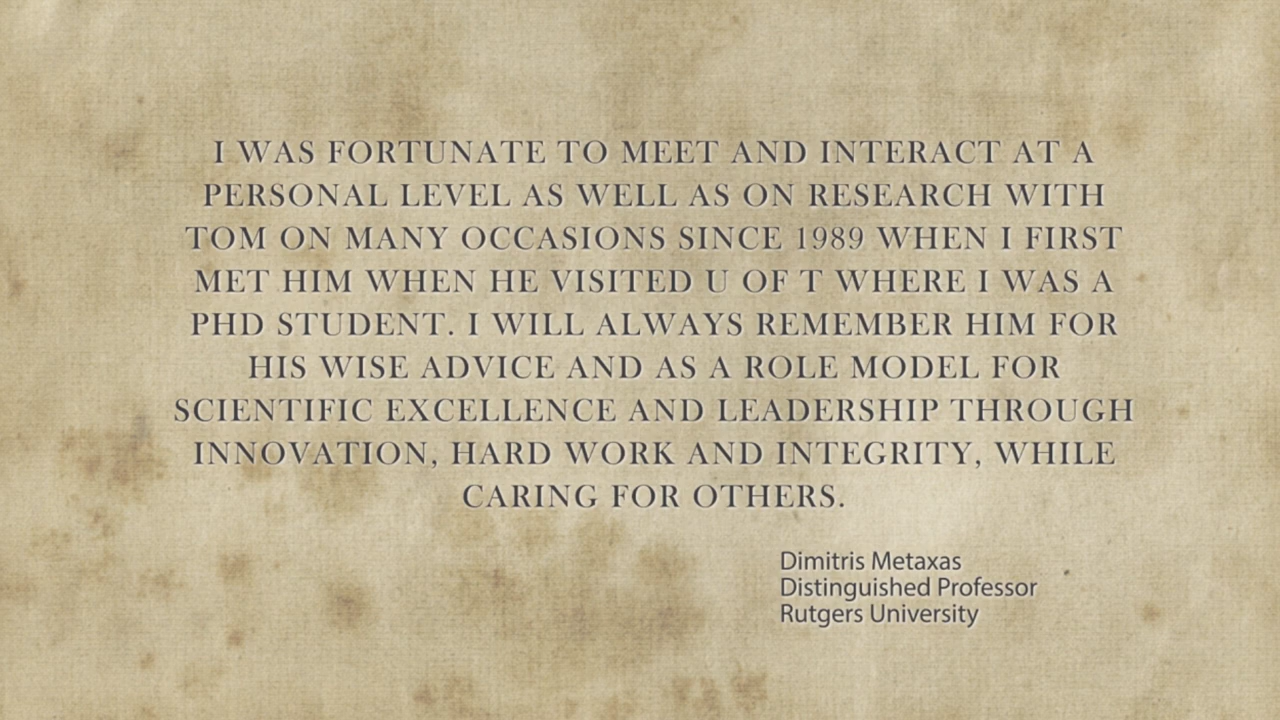 I WAS FORTUNATE TO MEET AND INTERACT AT A
PERSONAL LEVEL AS WELL AS ON RESEARCH WITH
TOM ON MANY OCCASIONS SINCE 1989 WHEN I FIRST
MET HIM WHEN HE VISITED U OF T WHERE I WAS A
PHD STUDENT. I WILL ALWAYS REMEMBER HIM FOR
HIS WISE ADVICE AND AS A ROLE MODEL FOR
SCIENTIFIC EXCELLENCE AND LEADERSHIP THROUGH
INNOVATION, HARD WORK AND INTEGRITY, WHILE
CARING FOR OTHERS.
Dimitris Metaxas
Distinguished Professor
Rutgers University